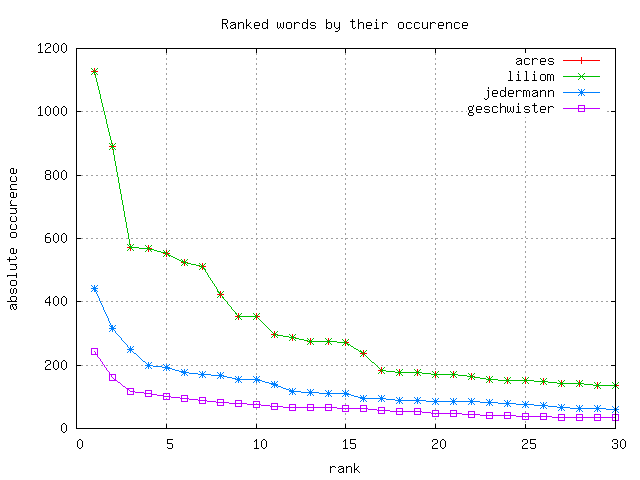 Ranked words by their occurence
1200
1000
800
600
400
200
0
absolute occurence
acres
liliom
jedermann
geschwister
0 5 10 15 20 25 30
rank